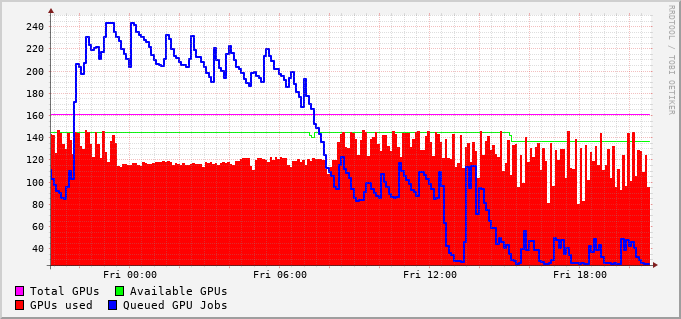 RRDTOOL / TOBI OETIKER
240
220
200
180
160
140
120
100
80
60
40
Fri 00:00 Fri 06:00 Fri 12:00 Fri 18:00
Total GPUs Available GPUs
GPUs used Queued GPU Jobs